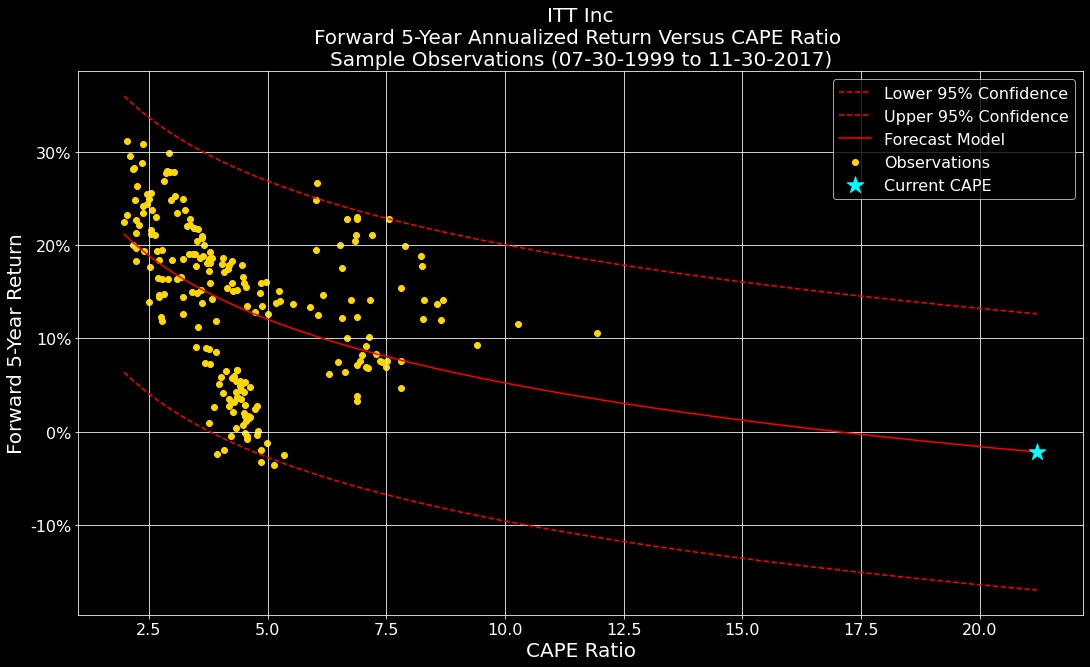 ITT Inc
Forward 5-Year Annualized Return Versus CAPE Ratio
Sample Observations (07-30-1999 to 11-30-2017)
Lower 95% Confidence
Upper 95% Confidence
Forecast Model
Observations
Current CAPE
Forward 5-Year Return
30%
20%
10%
0%
-10%
2.5 5.0 7.5 10.0 12.5 15.0 17.5 20.0
CAPE Ratio